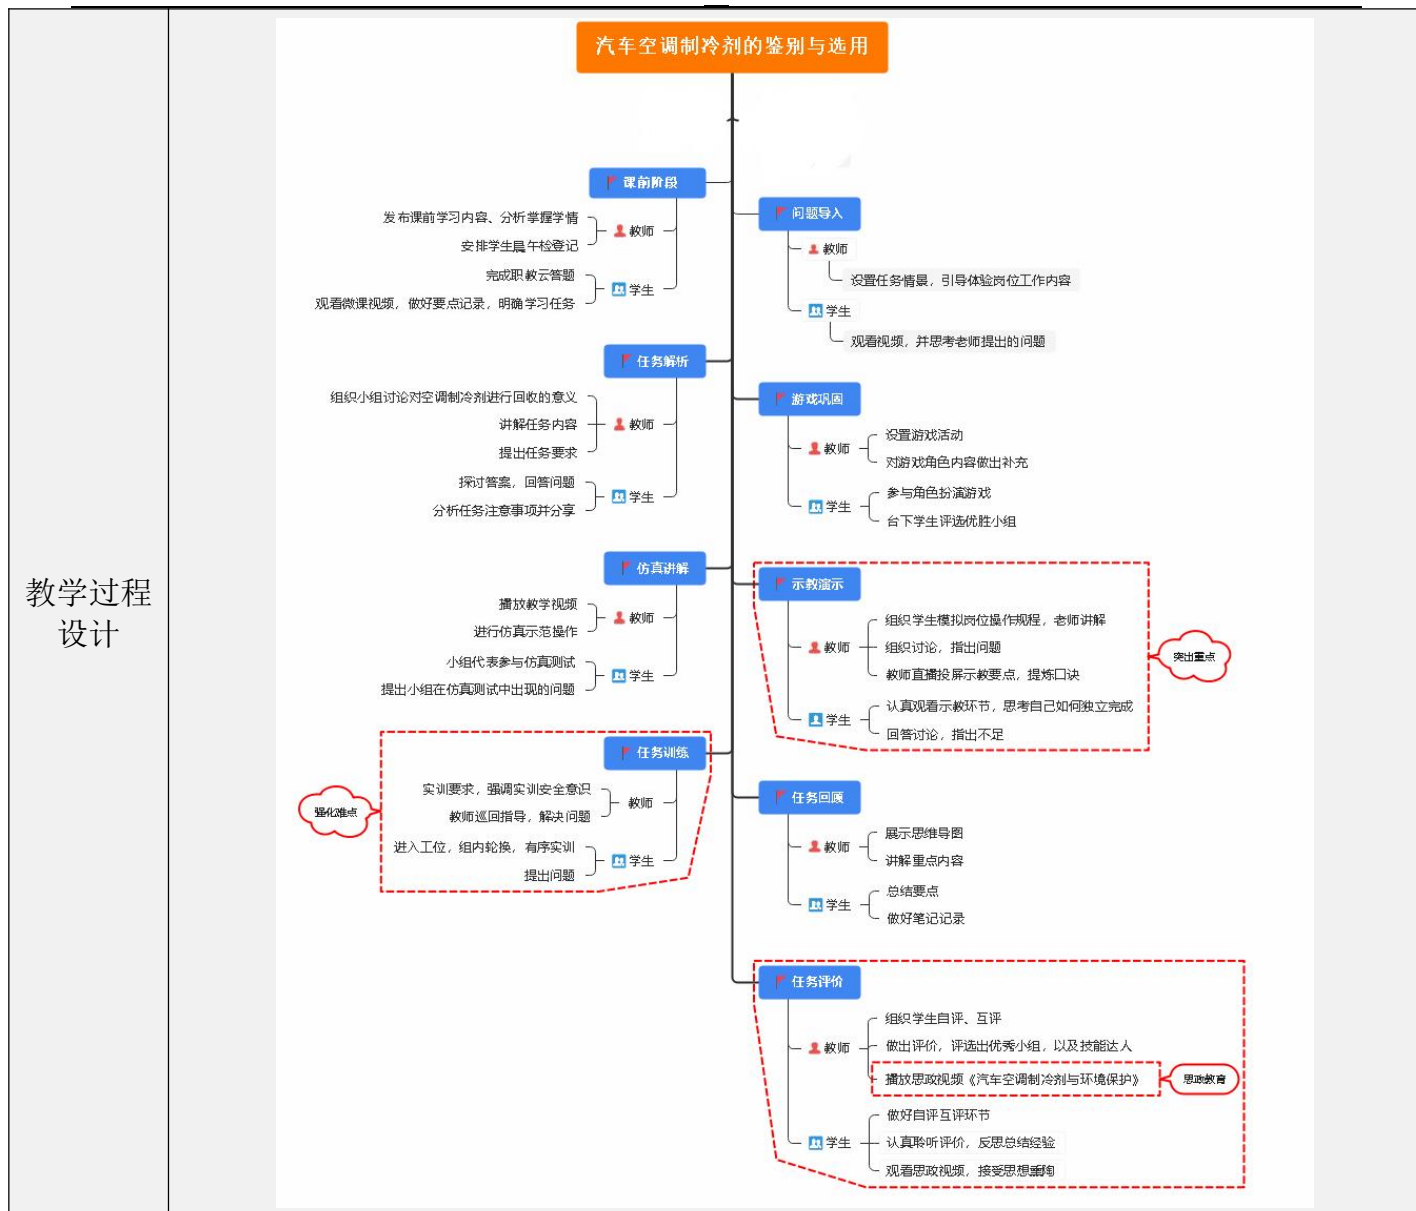 教学过程
设计
汽车空调制冷剂的鉴别与选用
课前阶段
发布课前学习内容、分析掌握学情
安排学生晨午检登记
教师
完成职教云答题
观看微课视频，做好要点记录，明确学习任务
学生
问题导入
教师
设置任务情景，引导体验岗位工作内容
学生
观看视频，并思考老师提出的问题
任务解析
组织小组讨论对空调制冷剂进行回收的意义
讲解任务内容
提出任务要求
教师
探讨答案，回答问题
分析任务注意事项并分享
学生
游戏巩固
教师
设置游戏活动
对游戏角色内容做出补充
学生
参与角色扮演游戏
台下学生评选优胜小组
仿真讲解
播放教学视频
进行仿真示范操作
教师
小组代表参与仿真测试
提出小组在仿真测试中出现的问题
学生
示教演示
教师
组织学生模拟岗位操作规程，老师讲解
组织讨论，指出问题
教师直播投屏示教要点，提炼口诀
学生
认真观看示教环节，思考自己如何独立完成
回答讨论，指出不足
突出重点
任务训练
实训要求，强调实训安全意识
教师巡回指导，解决问题
教师
进入工位，组内轮换，有序实训
提出问题
学生
强化难点
任务回顾
教师
展示思维导图
讲解重点内容
学生
总结要点
做好笔记记录
任务评价
教师
组织学生自评、互评
做出评价，评选出优秀小组，以及技能达人
播放思政视频《汽车空调制冷剂与环境保护》
思政教育
学生
做好自评互评环节
认真聆听评价，反思总结经验
观看思政视频，接受思想熏陶